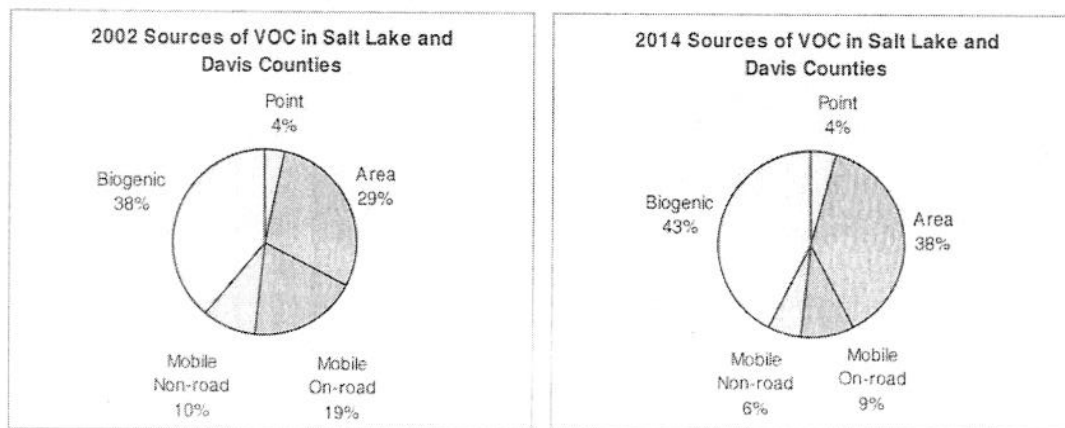 2002 Sources of VOC in Salt Lake and
Davis Counties
Point
4%
Area
29%
Biogenic
38%
Mobile
Non-road
10%
Mobile
On-road
19%
2014 Sources of VOC in Salt Lake and
Davis Counties
Point
4%
Biogenic
43%
Area
38%
Mobile
Non-road
6%
Mobile
On-road
9%